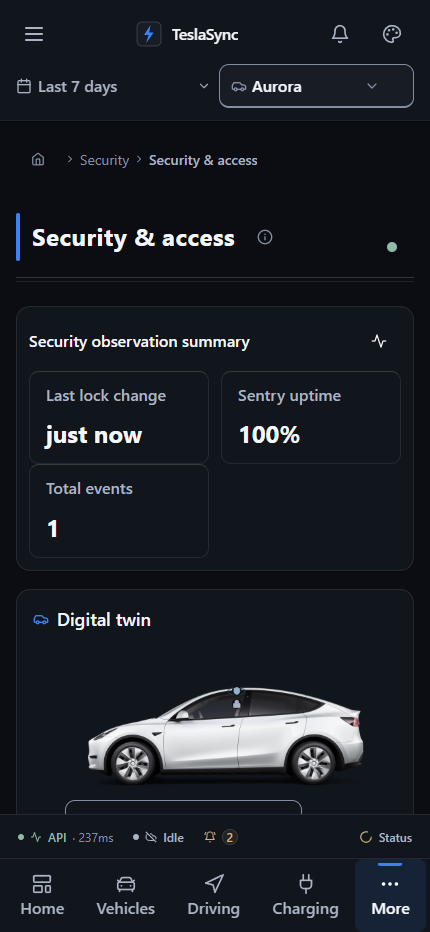 TeslaSync
Last 7 days
Aurora
Security
Security & access
Security & access
Security observation summary
Last lock change
Sentry uptime
just now
100%
Total events
1
Digital twin
API · 237ms
Idle
2
Status
Home
Vehicles
Driving
Charging
More